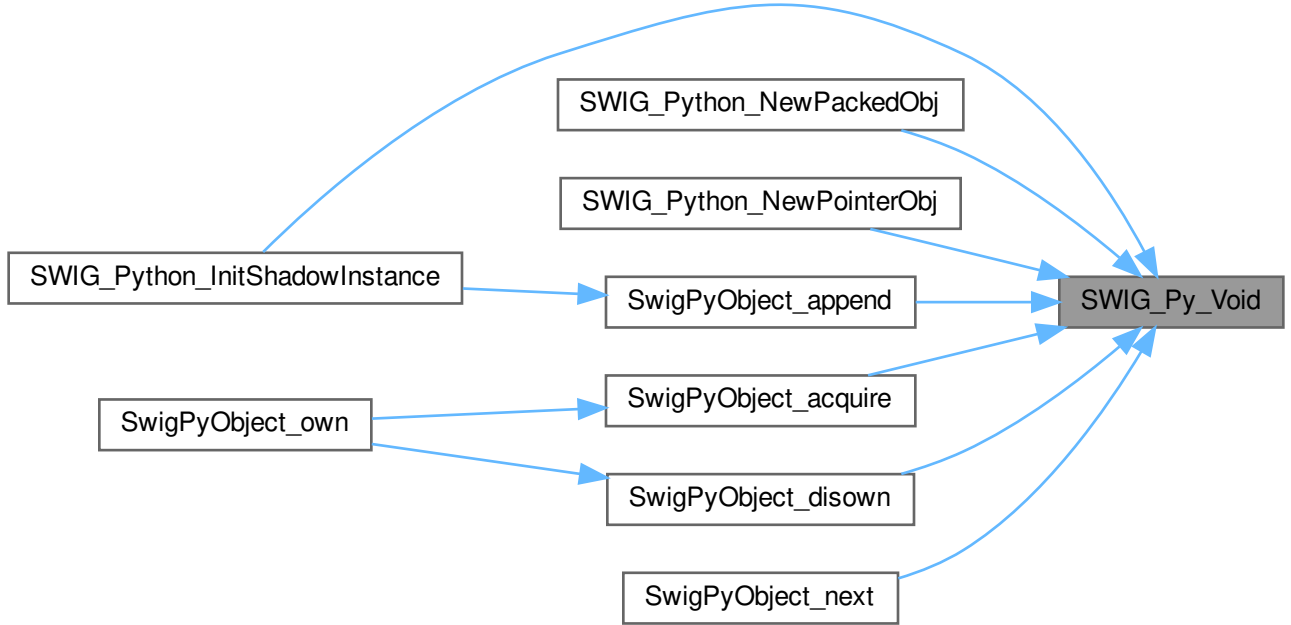 SWIG_Python_NewPackedObj
SWIG_Python_NewPointerObj
SWIG_Python_InitShadowInstance
SwigPyObject_append
SWIG_Py_Void
SwigPyObject_acquire
SwigPyObject_own
SwigPyObject_disown
SwigPyObject_next